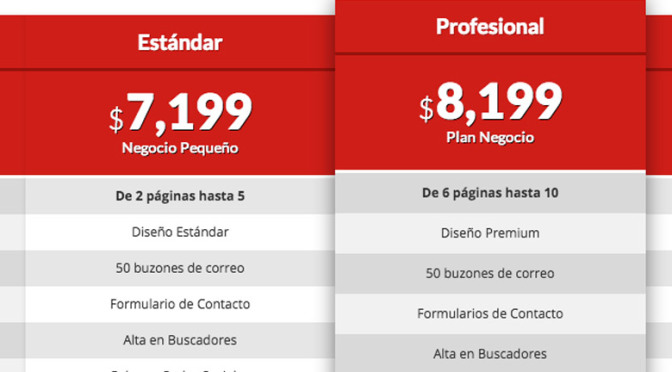 Estándar
$7,199
Negocio Pequeño
De 2 páginas hasta 5
Diseño Estándar
50 buzones de correo
Formulario de Contacto
Alta en Buscadores
Profesional
$8,199
Plan Negocio
De 6 páginas hasta 10
Diseño Premium
50 buzones de correo
Formularios de Contacto
Alta en Buscadores